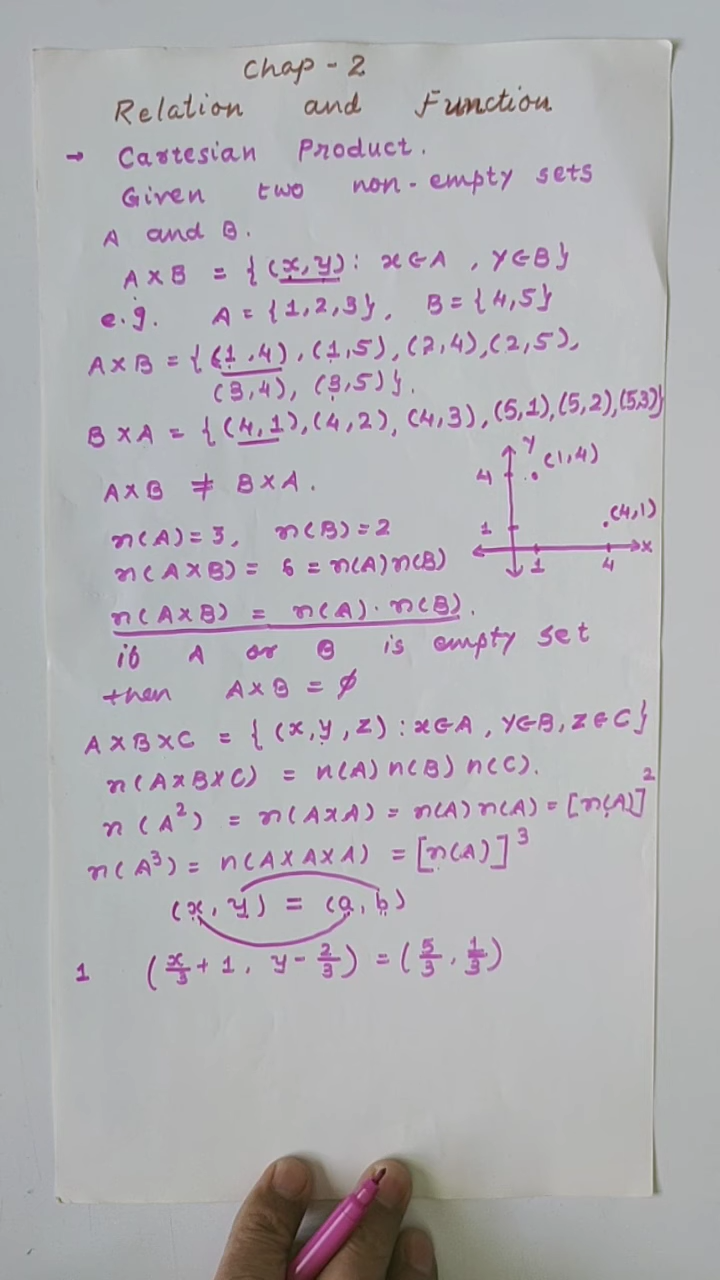 Chap - 2
Relation and Function
→ Cartesian Product.
Given two non-empty sets
A and B.
A×B = {(x,y): x∈A , y∈B}
e.g. A = {1,2,3}, B = {4,5}
A×B = {(1,4), (1,5), (2,4), (2,5),
(3,4), (3,5)}.
B×A = {(4,1), (4,2), (4,3), (5,1), (5,2), (5,3)}
A×B ≠ B×A.
Y
(1,4)
4
(4,1)
1
X
1 4
n(A) = 3, n(B) = 2
n(A×B) = 6 = n(A)n(B)
n(A×B) = n(A). n(B).
if A or B is empty set
then A×B = ∅
A×B×C = {(x,y,z): x∈A, y∈B, z∈C}
n(A×B×C) = n(A) n(B) n(C).
n(A²) = n(A×A) = n(A) n(A) = [n(A)]²
n(A³) = n(A×A×A) = [n(A)]³
(x, y) = (a, b)
1 (x/3 + 1, y - 2/3) = (5/3, 1/3)